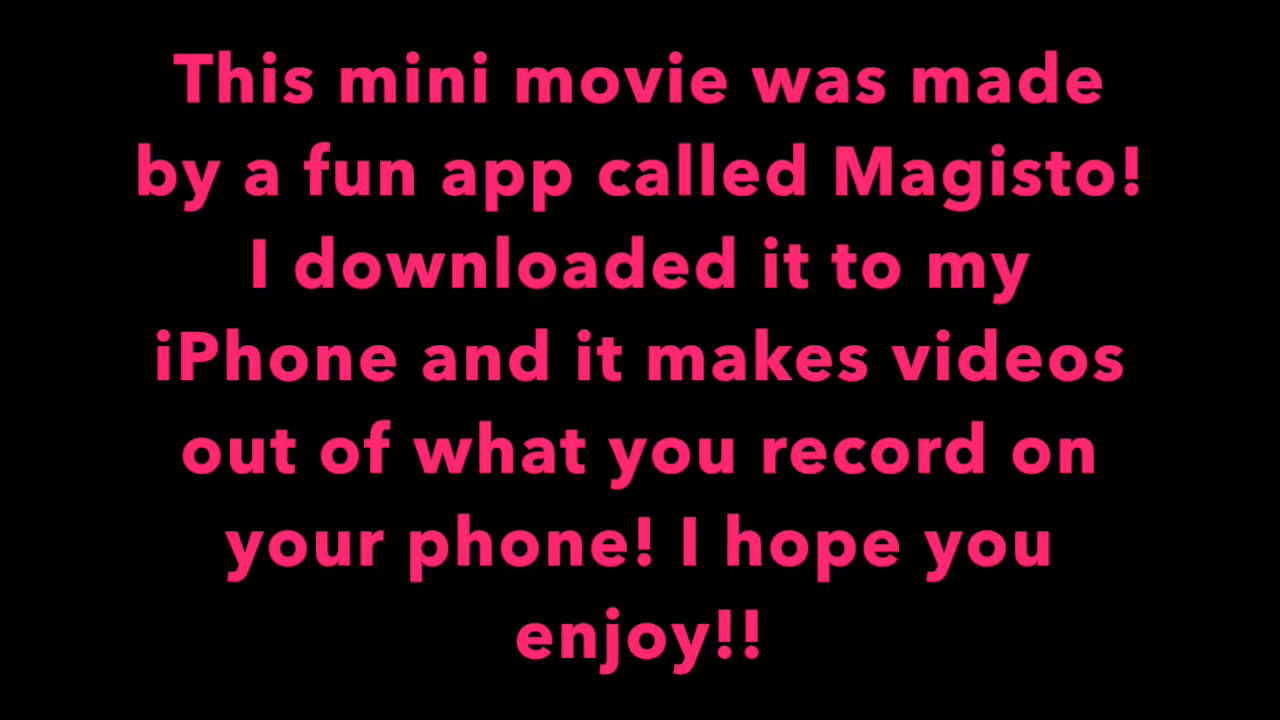 This mini movie was made
by a fun app called Magisto!
I downloaded it to my
iPhone and it makes videos
out of what you record on
your phone! I hope you
enjoy!!